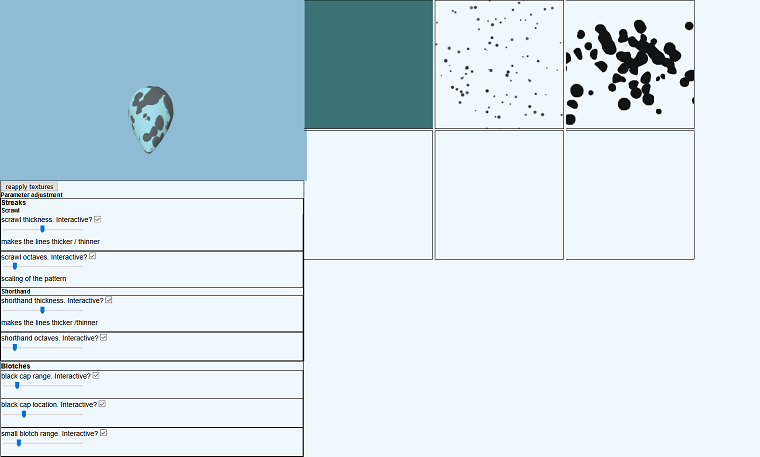 reapply textures
Parameter adjustment
Streaks
Scrawl
scrawl thickness. Interactive?
makes the lines thicker / thinner
scrawl octaves. Interactive?
scaling of the pattern
Shorthand
shorthand thickness. Interactive?
makes the lines thicker /thinner
shorthand octaves. Interactive?
Blotches
black cap range. Interactive?
black cap location. Interactive?
small blotch range. Interactive?